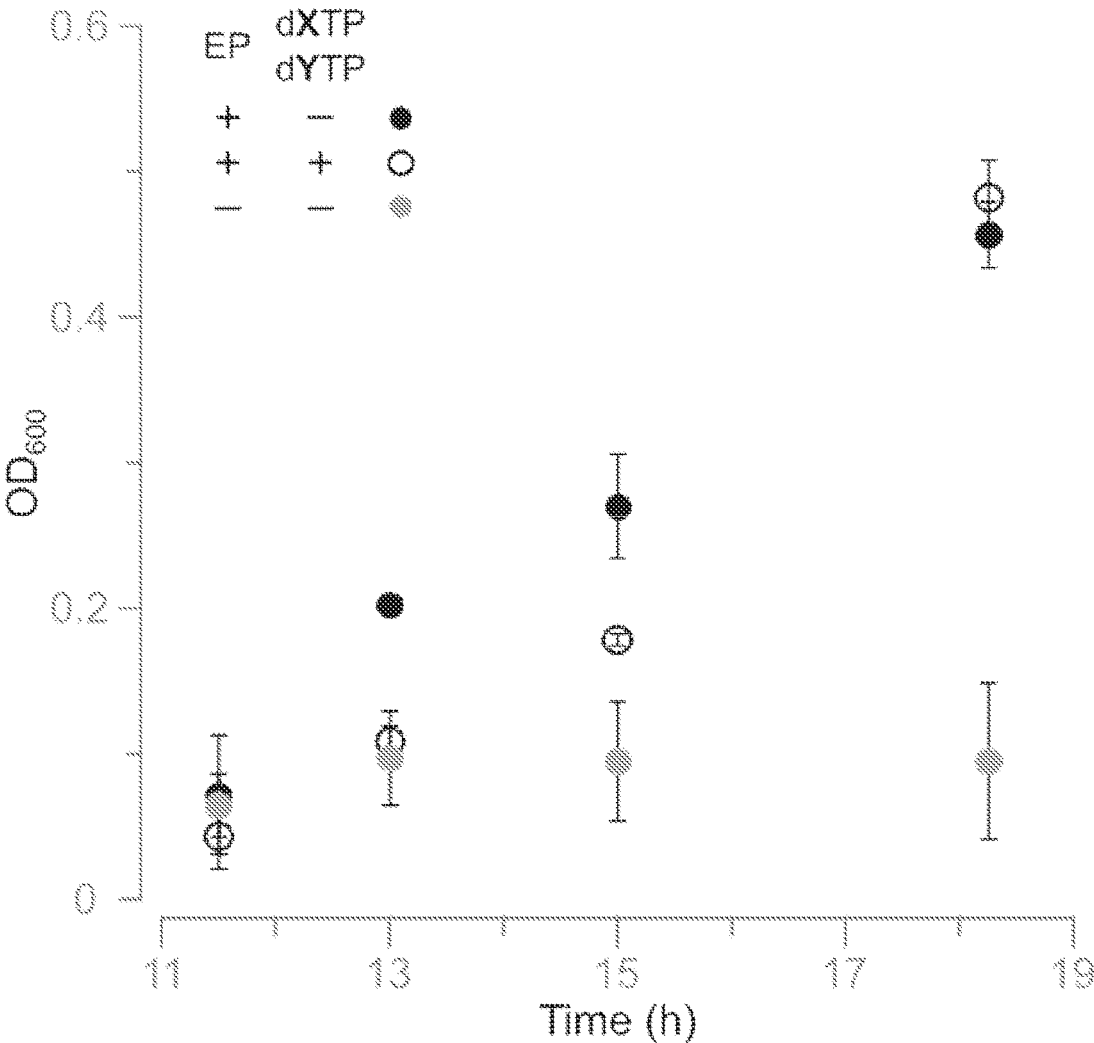 0.6
EP
dXTP
dYTP
+ −
+ +
− −
0.4
OD600
0.2
0
11 13 15 17 19
Time (h)